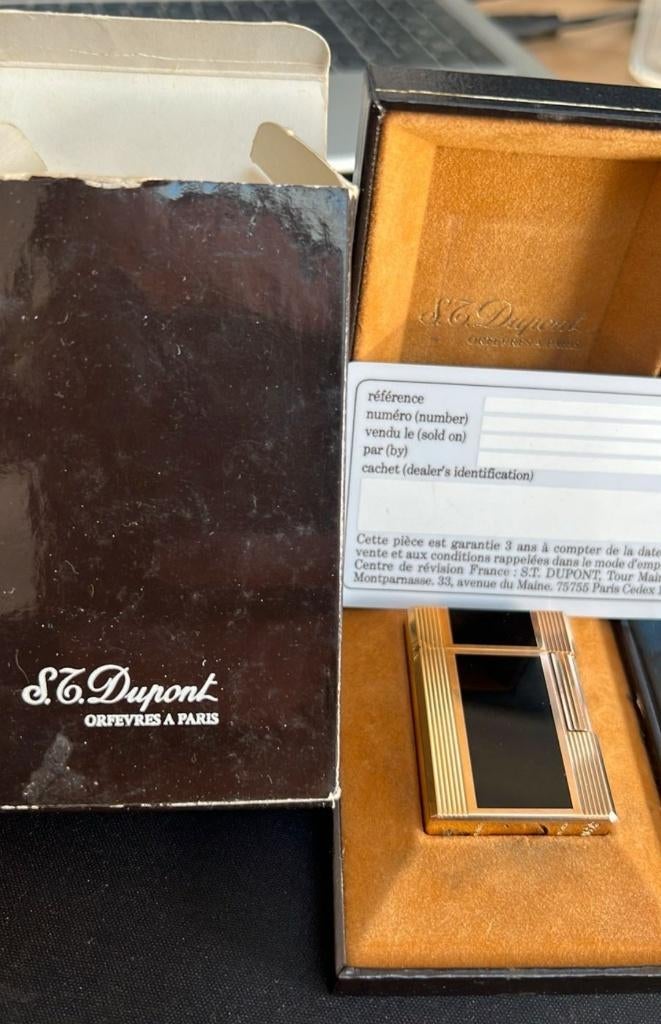 S.T. Dupont
ORFEVRES A PARIS
S.T. Dupont
ORFEVRES A PARIS
référence
numéro (number)
vendu le (sold on)
par (by)
cachet (dealer's identification)
Cette pièce est garantie 3 ans à compter de la date
vente et aux conditions rappelées dans le mode d'emp
Centre de révision France : S.T. DUPONT, Tour Mai
Montparnasse. 33, avenue du Maine. 75755 Paris Cedex